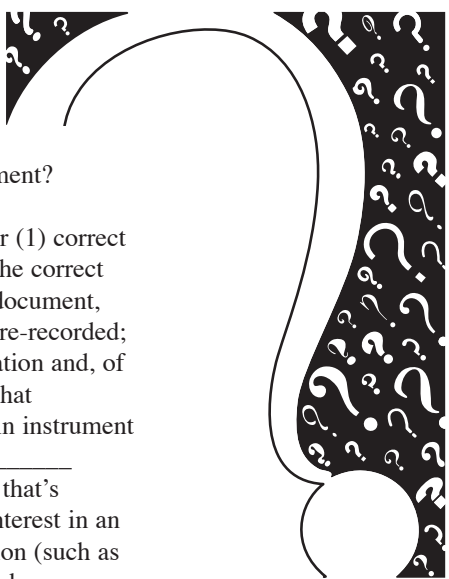 ment?
r (1) correct
he correct
document,
re-recorded;
ation and, of
hat
n instrument
______
that's
nterest in an
on (such as